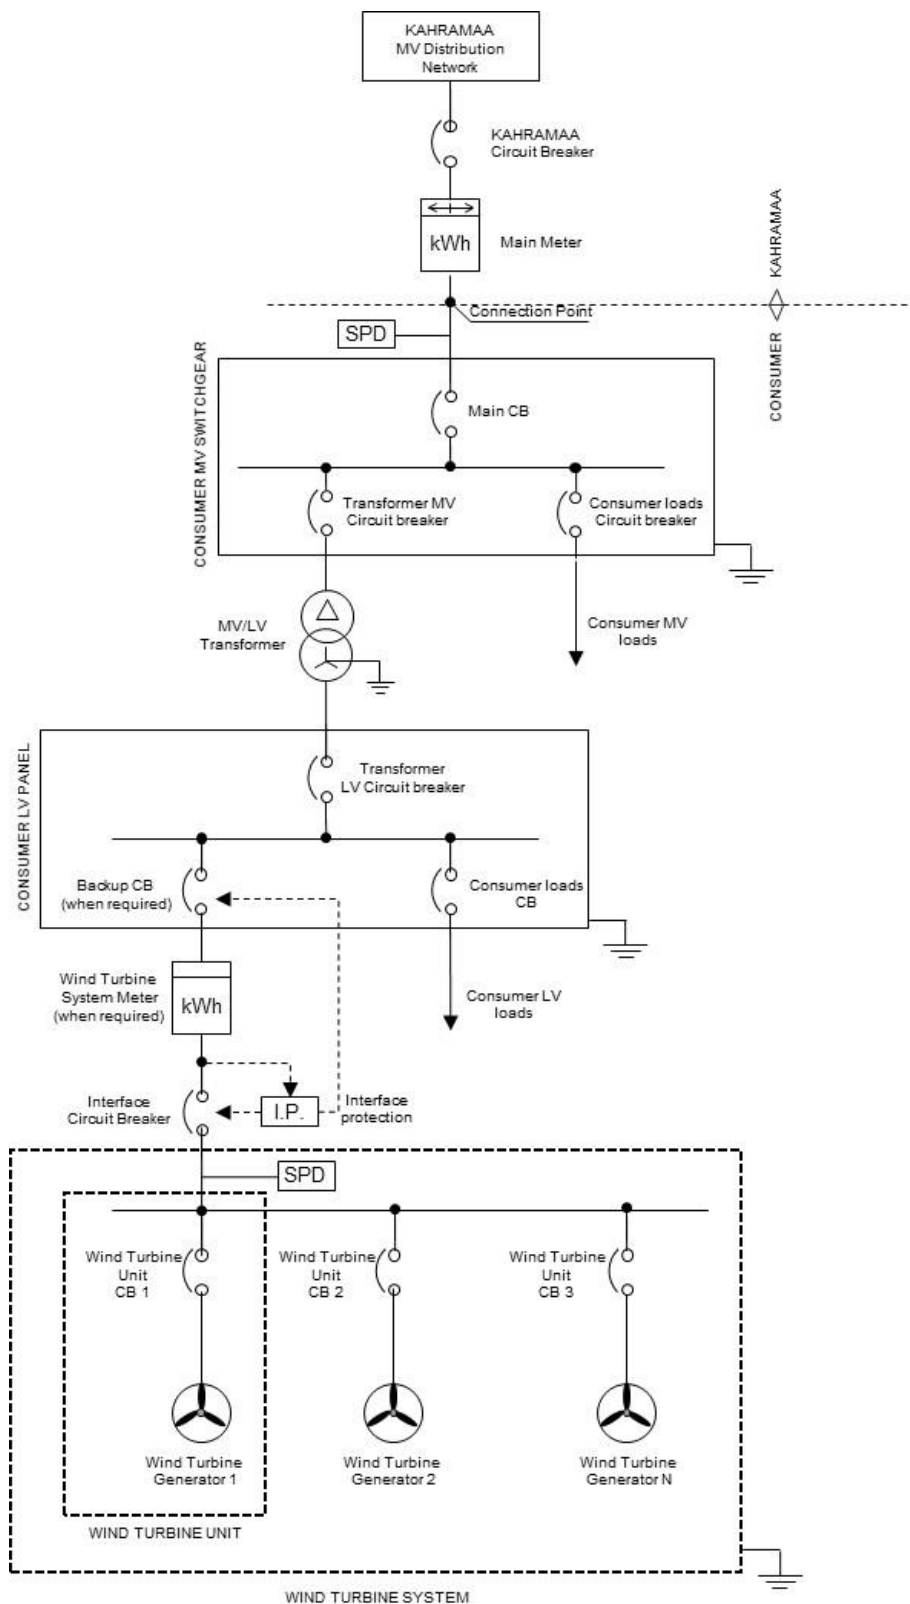 KAHRAMAA
MV Distribution
Network
KAHRAMAA
Circuit Breaker
kWh
Main Meter
KAHRAMAA
Connection Point
CONSUMER
SPD
CONSUMER MV SWITCHGEAR
Main CB
Transformer MV
Circuit breaker
Consumer loads
Circuit breaker
MV/LV
Transformer
Consumer MV
loads
CONSUMER LV PANEL
Transformer
LV Circuit breaker
Backup CB
(when required)
Consumer loads
CB
Wind Turbine
System Meter
(when required)
kWh
Consumer LV
loads
Interface
Circuit Breaker
I.P.
Interface
protection
SPD
Wind Turbine
Unit
CB 1
Wind Turbine
Unit
CB 2
Wind Turbine
Unit
CB 3
Wind Turbine
Generator 1
Wind Turbine
Generator 2
Wind Turbine
Generator N
WIND TURBINE UNIT
WIND TURBINE SYSTEM